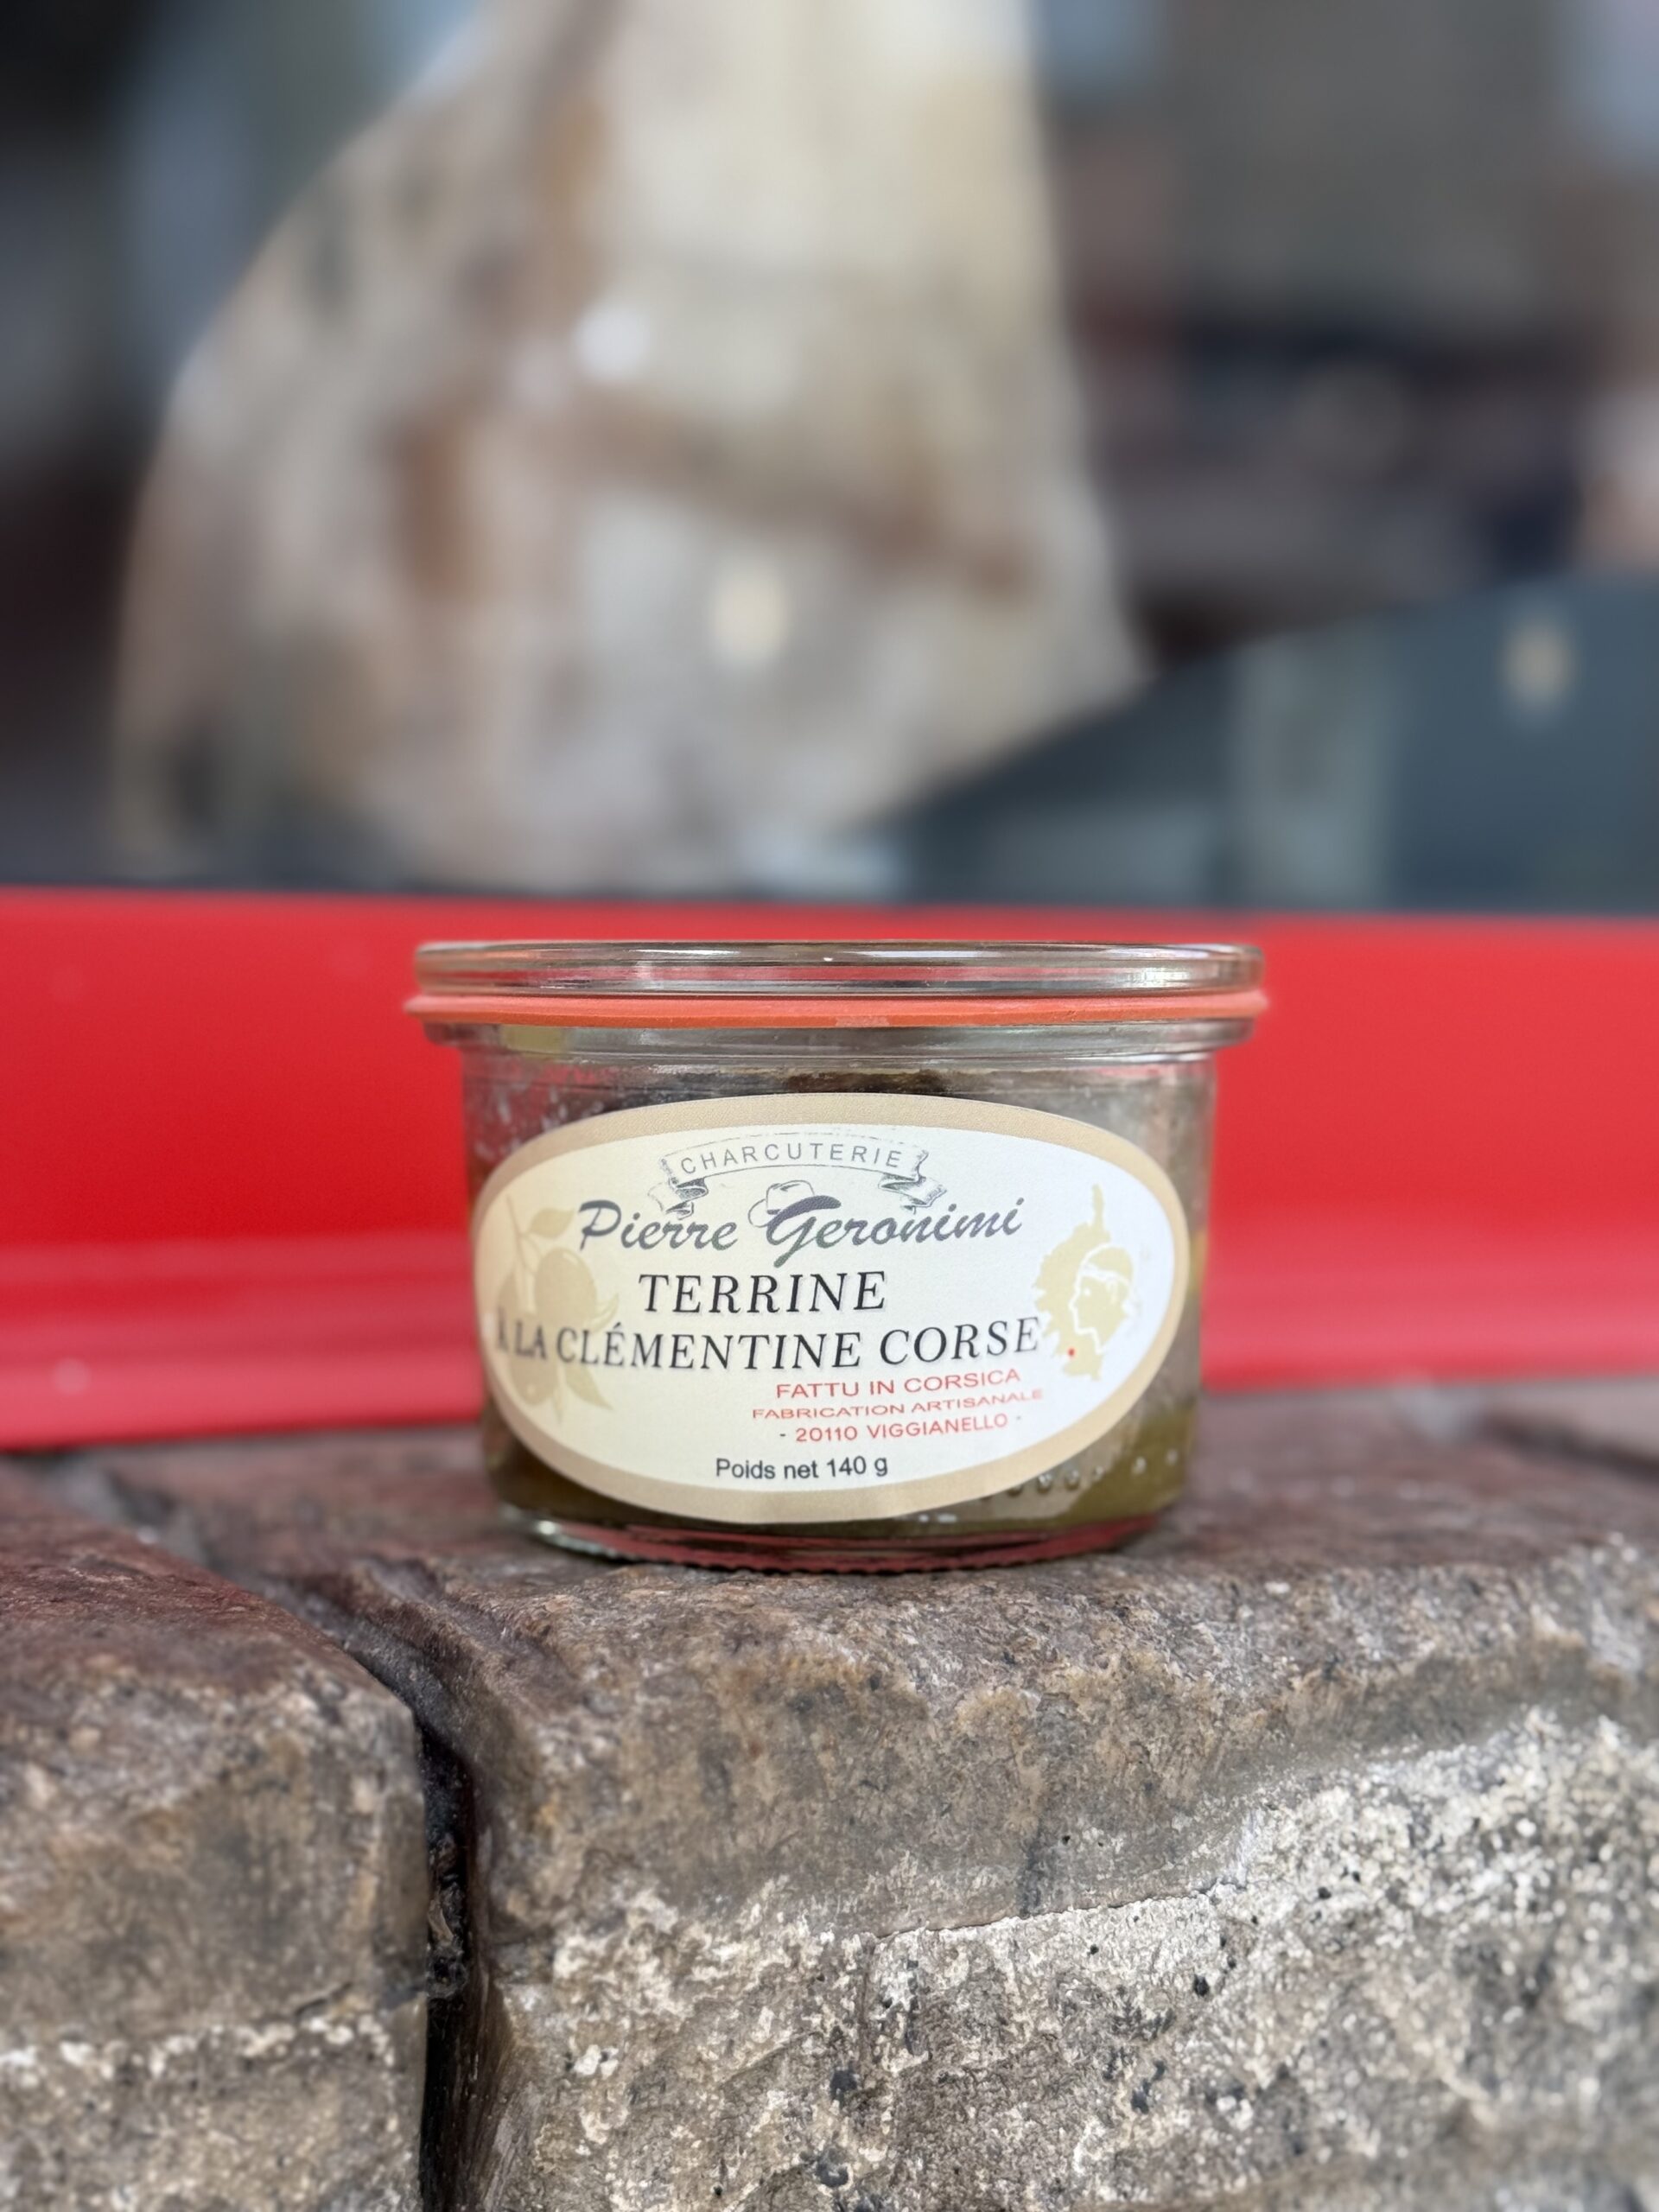 CHARCUTERIE
Pierre Geronimi
TERRINE
À LA CLÉMENTINE CORSE
FATTU IN CORSICA
FABRICATION ARTISANALE
- 20110 VIGGIANELLO -
Poids net 140 g